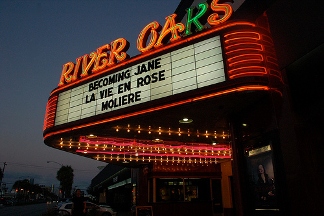 RIVER OAKS
BECOMING JANE
LA VIE EN ROSE
MOLIERE